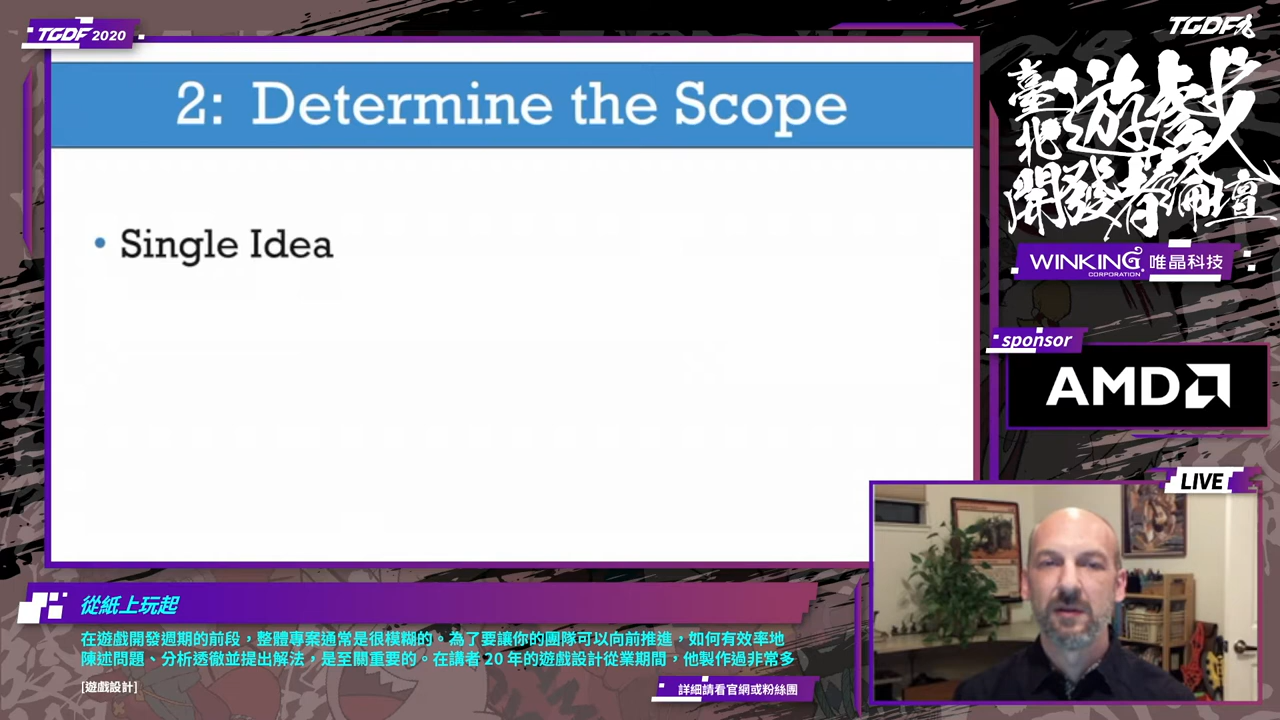 TGDF 2020
TGDF
2: Determine the Scope
• Single Idea
臺北遊戲開發者論壇
WINKING CORPORATION 唯晶科技
sponsor
AMD
LIVE
從紙上玩起
在遊戲開發週期的前段，整體專案通常是很模糊的。為了要讓你的團隊可以向前推進，如何有效率地
陳述問題、分析透徹並提出解法，是至關重要的。在講者 20 年的遊戲設計從業期間，他製作過非常多
[遊戲設計]
詳細請看官網或粉絲團